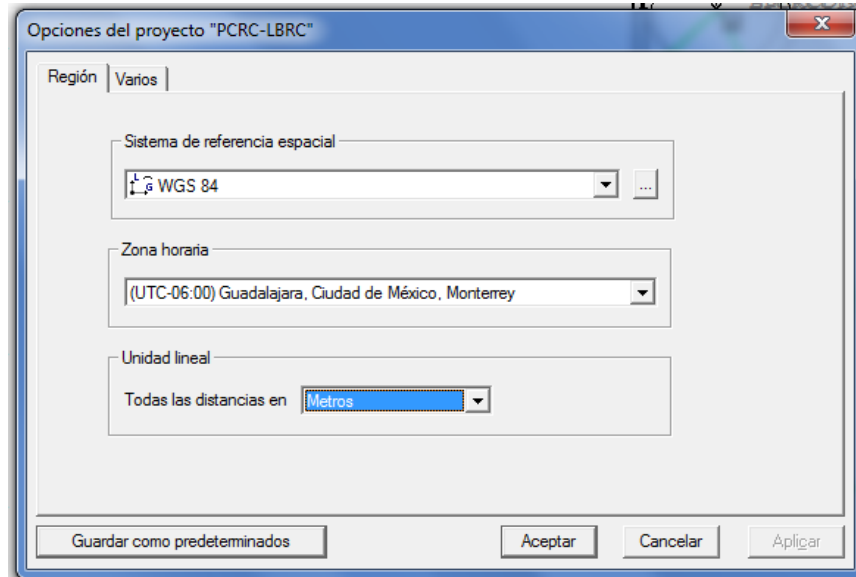 Opciones del proyecto "PCRC-LBRC"
Región Varios
Sistema de referencia espacial
WGS 84 ...
Zona horaria
(UTC-06:00) Guadalajara, Ciudad de México, Monterrey
Unidad lineal
Todas las distancias en Metros
Guardar como predeterminados Aceptar Cancelar Aplicar